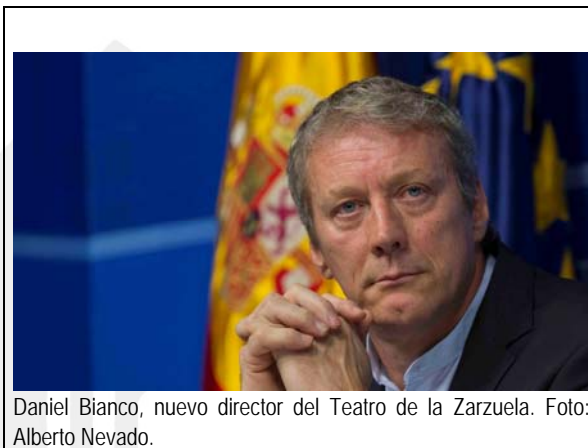 Daniel Bianco, nuevo director del Teatro de la Zarzuela. Foto:
Alberto Nevado.